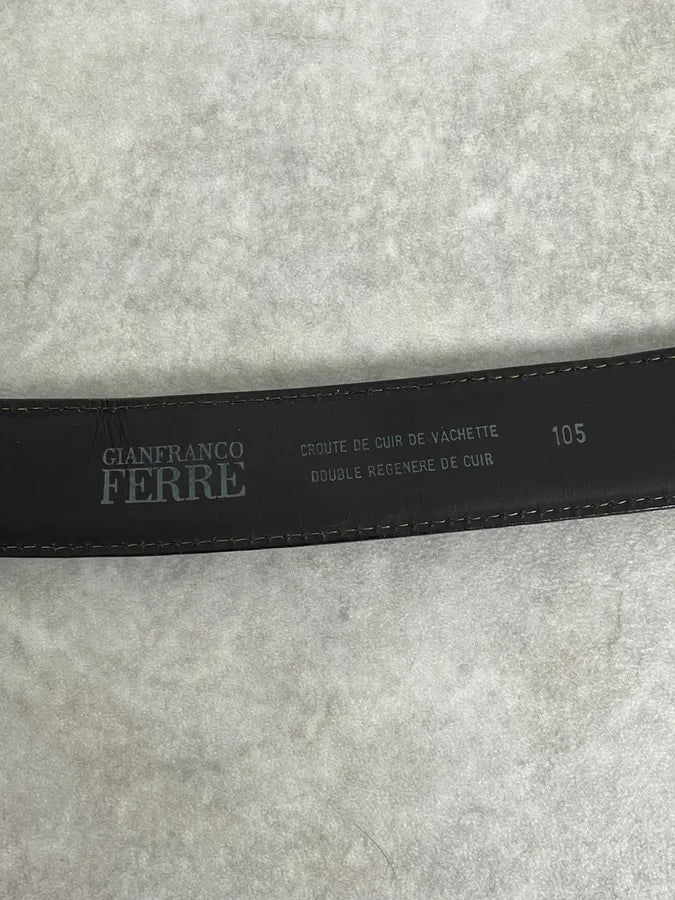 GIANFRANCO
FERRE
CROUTE DE CUIR DE VACHETTE
DOUBLE REGENERE DE CUIR
105